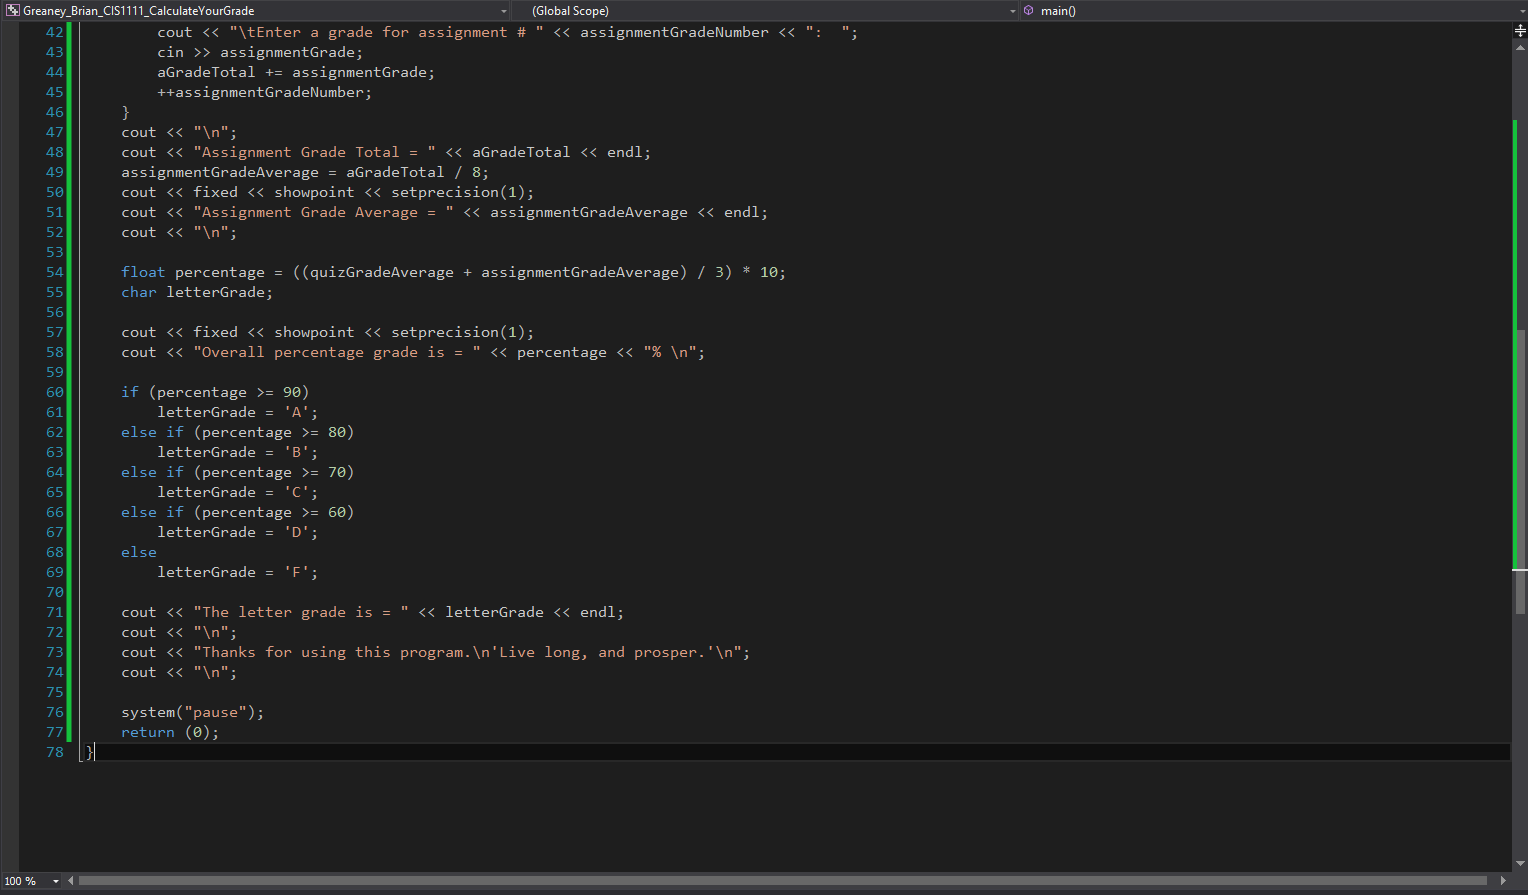 Greaney_Brian_CIS1111_CalculateYourGrade (Global Scope) main()
42 cout << "\tEnter a grade for assignment # " << assignmentGradeNumber << ":  ";
43 cin >> assignmentGrade;
44 aGradeTotal += assignmentGrade;
45 ++assignmentGradeNumber;
46 }
47 cout << "\n";
48 cout << "Assignment Grade Total = " << aGradeTotal << endl;
49 assignmentGradeAverage = aGradeTotal / 8;
50 cout << fixed << showpoint << setprecision(1);
51 cout << "Assignment Grade Average = " << assignmentGradeAverage << endl;
52 cout << "\n";
53
54 float percentage = ((quizGradeAverage + assignmentGradeAverage) / 3) * 10;
55 char letterGrade;
56
57 cout << fixed << showpoint << setprecision(1);
58 cout << "Overall percentage grade is = " << percentage << "% \n";
59
60 if (percentage >= 90)
61 letterGrade = 'A';
62 else if (percentage >= 80)
63 letterGrade = 'B';
64 else if (percentage >= 70)
65 letterGrade = 'C';
66 else if (percentage >= 60)
67 letterGrade = 'D';
68 else
69 letterGrade = 'F';
70
71 cout << "The letter grade is = " << letterGrade << endl;
72 cout << "\n";
73 cout << "Thanks for using this program.\n'Live long, and prosper.'\n";
74 cout << "\n";
75
76 system("pause");
77 return (0);
78 }
100 %